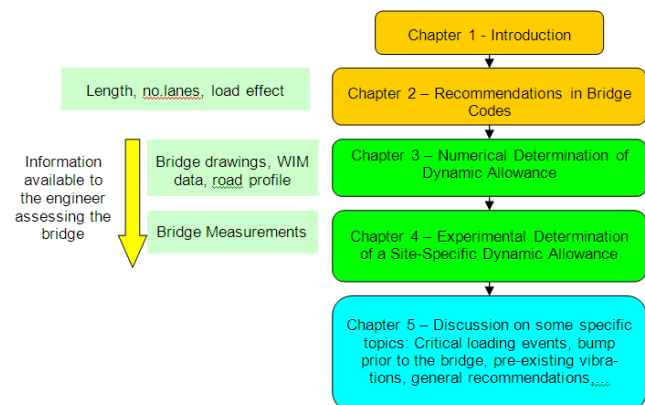 Chapter 1 - Introduction
Length, no.lanes, load effect
Chapter 2 – Recommendations in Bridge
Codes
Information
available to
the engineer
assessing the
bridge
Bridge drawings, WIM
data, road profile
Chapter 3 – Numerical Determination of
Dynamic Allowance
Bridge Measurements
Chapter 4 – Experimental Determination
of a Site-Specific Dynamic Allowance
Chapter 5 – Discussion on some specific
topics: Critical loading events, bump
prior to the bridge, pre-existing vibra-
tions, general recommendations,....